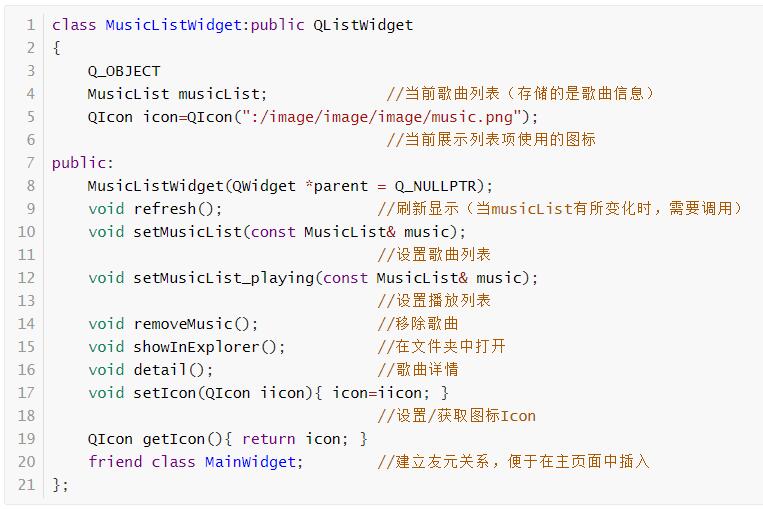 1 class MusicListWidget:public QListWidget
2 {
3     Q_OBJECT
4     MusicList musicList;             //当前歌曲列表（存储的是歌曲信息）
5     QIcon icon=QIcon(":/image/image/image/music.png");
6                                      //当前展示列表项使用的图标
7 public:
8     MusicListWidget(QWidget *parent = Q_NULLPTR);
9     void refresh();                 //刷新显示（当musicList有所变化时，需要调用）
10     void setMusicList(const MusicList& music);
11                                     //设置歌曲列表
12     void setMusicList_playing(const MusicList& music);
13                                     //设置播放列表
14     void removeMusic();             //移除歌曲
15     void showInExplorer();          //在文件夹中打开
16     void detail();                  //歌曲详情
17     void setIcon(QIcon iicon){ icon=iicon; }
18                                     //设置/获取图标Icon
19     QIcon getIcon(){ return icon; }
20     friend class MainWidget;        //建立友元关系，便于在主页面中插入
21 };